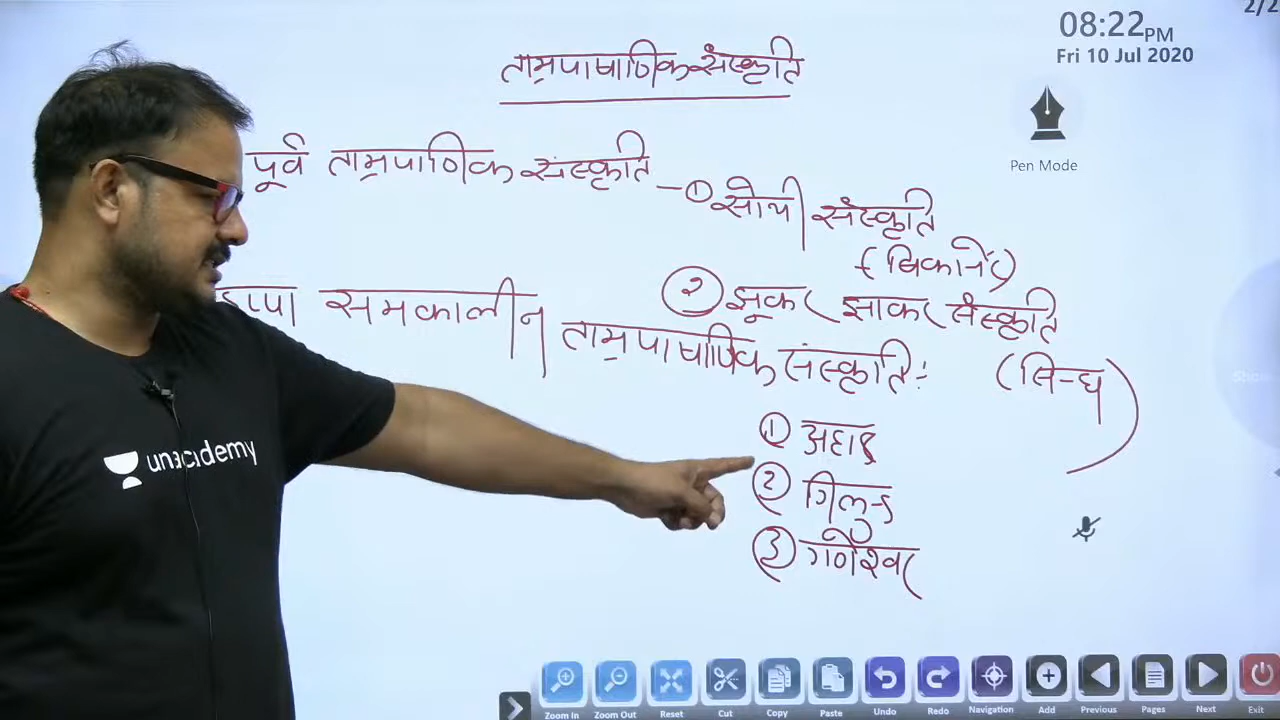 2/2
08:22PM
Fri 10 Jul 2020
Pen Mode
ताम्रपाषाणिक संस्कृति
पूर्व ताम्रपाणिक संस्कृति - ① सोथी संस्कृति
(बिकानेर)
② झूकर झाकर संस्कृति
(सिन्ध)
समकालीन ताम्रपाषाणिक संस्कृति :-
① अहाड़
② गिलुन्ड
③ गणेश्वर
unacademy
Zoom In Zoom Out Reset Cut Copy Paste Undo Redo Navigation Add Previous Pages Next Exit